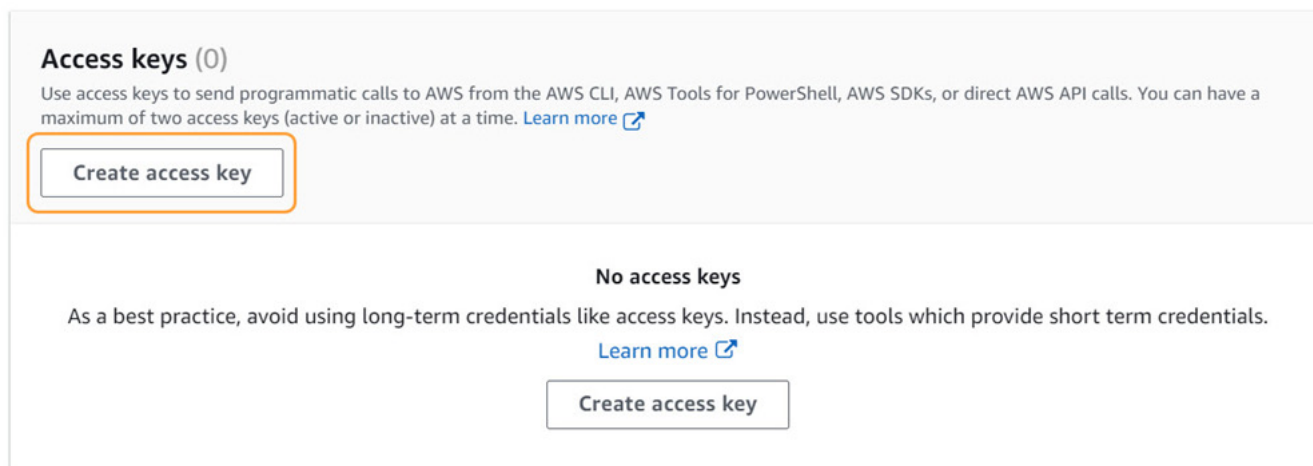 Access keys (0)
Use access keys to send programmatic calls to AWS from the AWS CLI, AWS Tools for PowerShell, AWS SDKs, or direct AWS API calls. You can have a
maximum of two access keys (active or inactive) at a time. Learn more
Create access key
No access keys
As a best practice, avoid using long-term credentials like access keys. Instead, use tools which provide short term credentials.
Learn more
Create access key